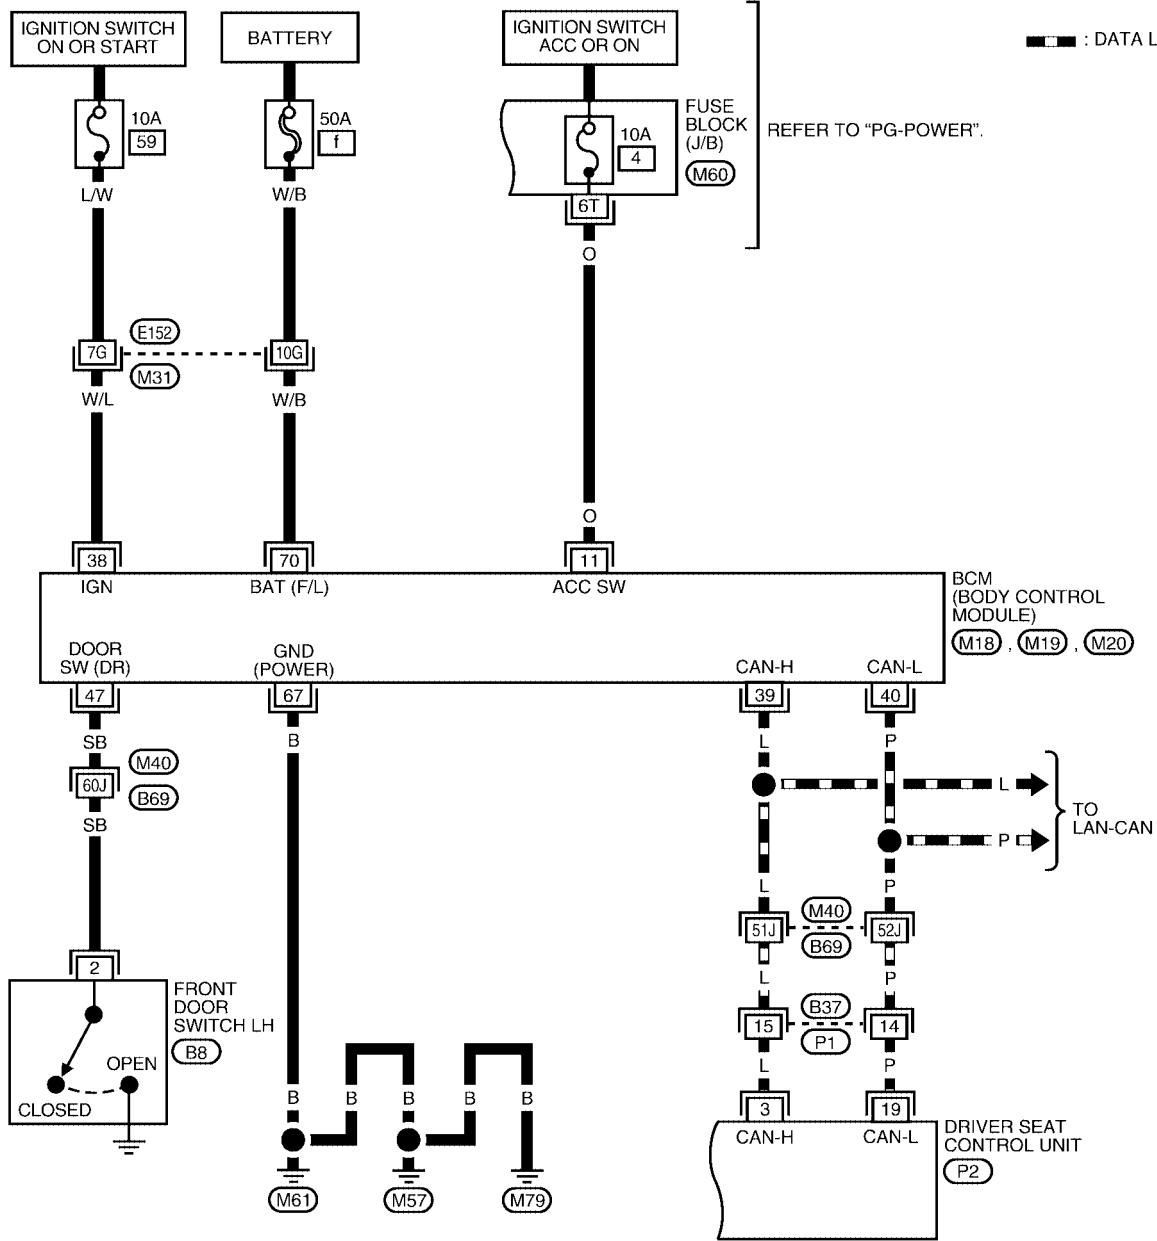 IGNITION SWITCH
ON OR START
BATTERY
IGNITION SWITCH
ACC OR ON
: DATA L
10A
59
50A
f
10A
4
FUSE
BLOCK
(J/B)
M60
REFER TO “PG-POWER”.
L/W
W/B
6T
O
E152
7G
10G
M31
W/L
W/B
O
38
70
11
IGN
BAT (F/L)
ACC SW
BCM
(BODY CONTROL
MODULE)
M18 , M19 , M20
DOOR
SW (DR)
GND
(POWER)
CAN-H
CAN-L
47
67
39
40
SB
B
L
P
M40
60J
B69
SB
L
P
TO
LAN-CAN
L
P
M40
51J
52J
B69
L
P
B37
15
14
P1
L
P
2
FRONT
DOOR
SWITCH LH
B8
OPEN
CLOSED
B
B
B
B
B
3
19
CAN-H
CAN-L
DRIVER SEAT
CONTROL UNIT
P2
M61
M57
M79